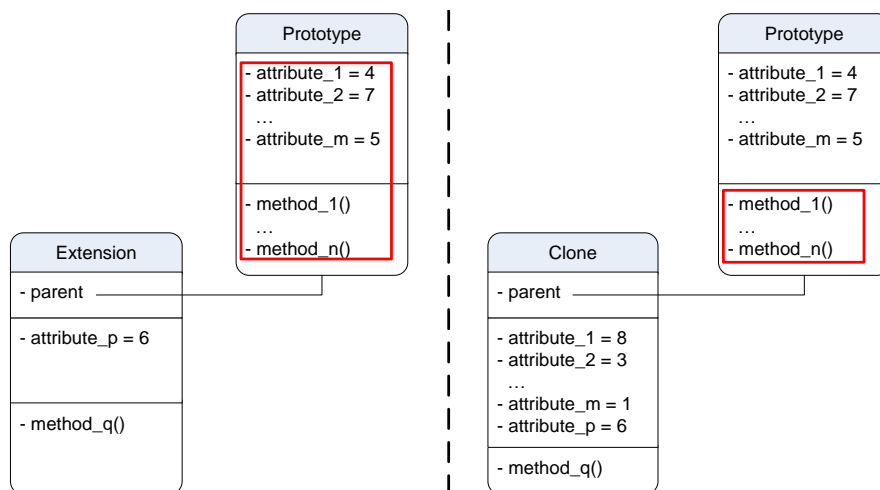 Prototype
- attribute_1 = 4
- attribute_2 = 7
...
- attribute_m = 5
- method_1()
...
- method_n()
Extension
- parent
- attribute_p = 6
- method_q()
Prototype
- attribute_1 = 4
- attribute_2 = 7
...
- attribute_m = 5
- method_1()
...
- method_n()
Clone
- parent
- attribute_1 = 8
- attribute_2 = 3
...
- attribute_m = 1
- attribute_p = 6
- method_q()